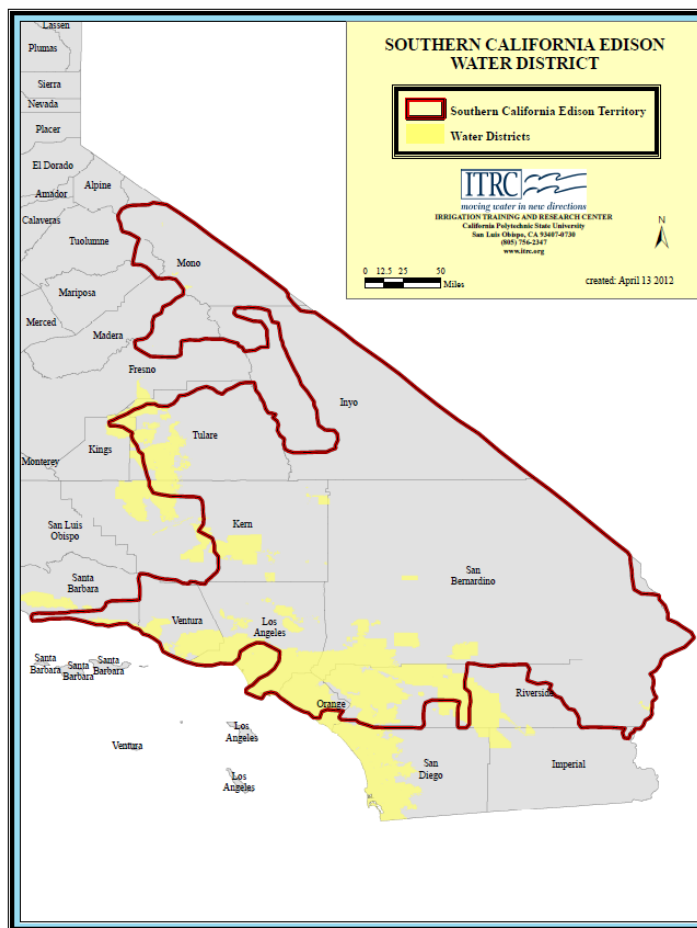 SOUTHERN CALIFORNIA EDISON
WATER DISTRICT
Southern California Edison Territory
Water Districts
ITRC
moving water in new directions
IRRIGATION TRAINING AND RESEARCH CENTER
California Polytechnic State University
San Luis Obispo, CA 93407-0730
(805) 756-2347
www.itrc.org
N
0 12.5 25 50
Miles
created: April 13 2012
Lassen
Plumas
Sierra
Nevada
Placer
El Dorado
Alpine
Amador
Calaveras
Tuolumne
Mono
Mariposa
Merced
Madera
Fresno
Inyo
Tulare
Kings
Monterey
San Luis
Obispo
Kern
San
Bernardino
Santa
Barbara
Ventura
Los
Angeles
Santa
Barbara
Santa
Barbara
Santa
Barbara
Orange
Riverside
Los
Angeles
Ventura
Los
Angeles
San
Diego
Imperial